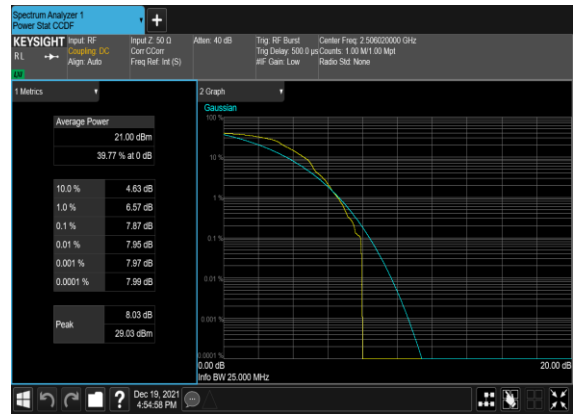 Spectrum Analyzer 1
Power Stat CCDF
KEYSIGHT
RL
LW
Input: RF
Coupling: DC
Align: Auto
Input Z: 50 Ω
Corr CCorr
Freq Ref: Int (S)
Atten: 40 dB
Trig: RF Burst
Trig Delay: 500.0 µs
#IF Gain: Low
Center Freq: 2.506020000 GHz
Counts: 1.00 M/1.00 Mpt
Radio Std: None
1 Metrics
Average Power
21.00 dBm
39.77 % at 0 dB
10.0 % 4.63 dB
1.0 % 6.57 dB
0.1 % 7.87 dB
0.01 % 7.95 dB
0.001 % 7.97 dB
0.0001 % 7.99 dB
Peak
8.03 dB
29.03 dBm
2 Graph
Gaussian
100 %
10 %
1 %
0.1 %
0.01 %
0.001 %
0.0001 %
0.00 dB 20.00 dB
Info BW 25.000 MHz
? Dec 19, 2021
4:54:58 PM